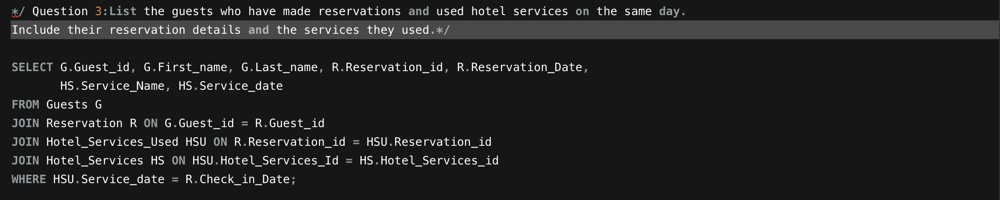 */ Question 3:List the guests who have made reservations and used hotel services on the same day.
Include their reservation details and the services they used.*/
SELECT G.Guest_id, G.First_name, G.Last_name, R.Reservation_id, R.Reservation_Date,
HS.Service_Name, HS.Service_date
FROM Guests G
JOIN Reservation R ON G.Guest_id = R.Guest_id
JOIN Hotel_Services_Used HSU ON R.Reservation_id = HSU.Reservation_id
JOIN Hotel_Services HS ON HSU.Hotel_Services_Id = HS.Hotel_Services_id
WHERE HSU.Service_date = R.Check_in_Date;